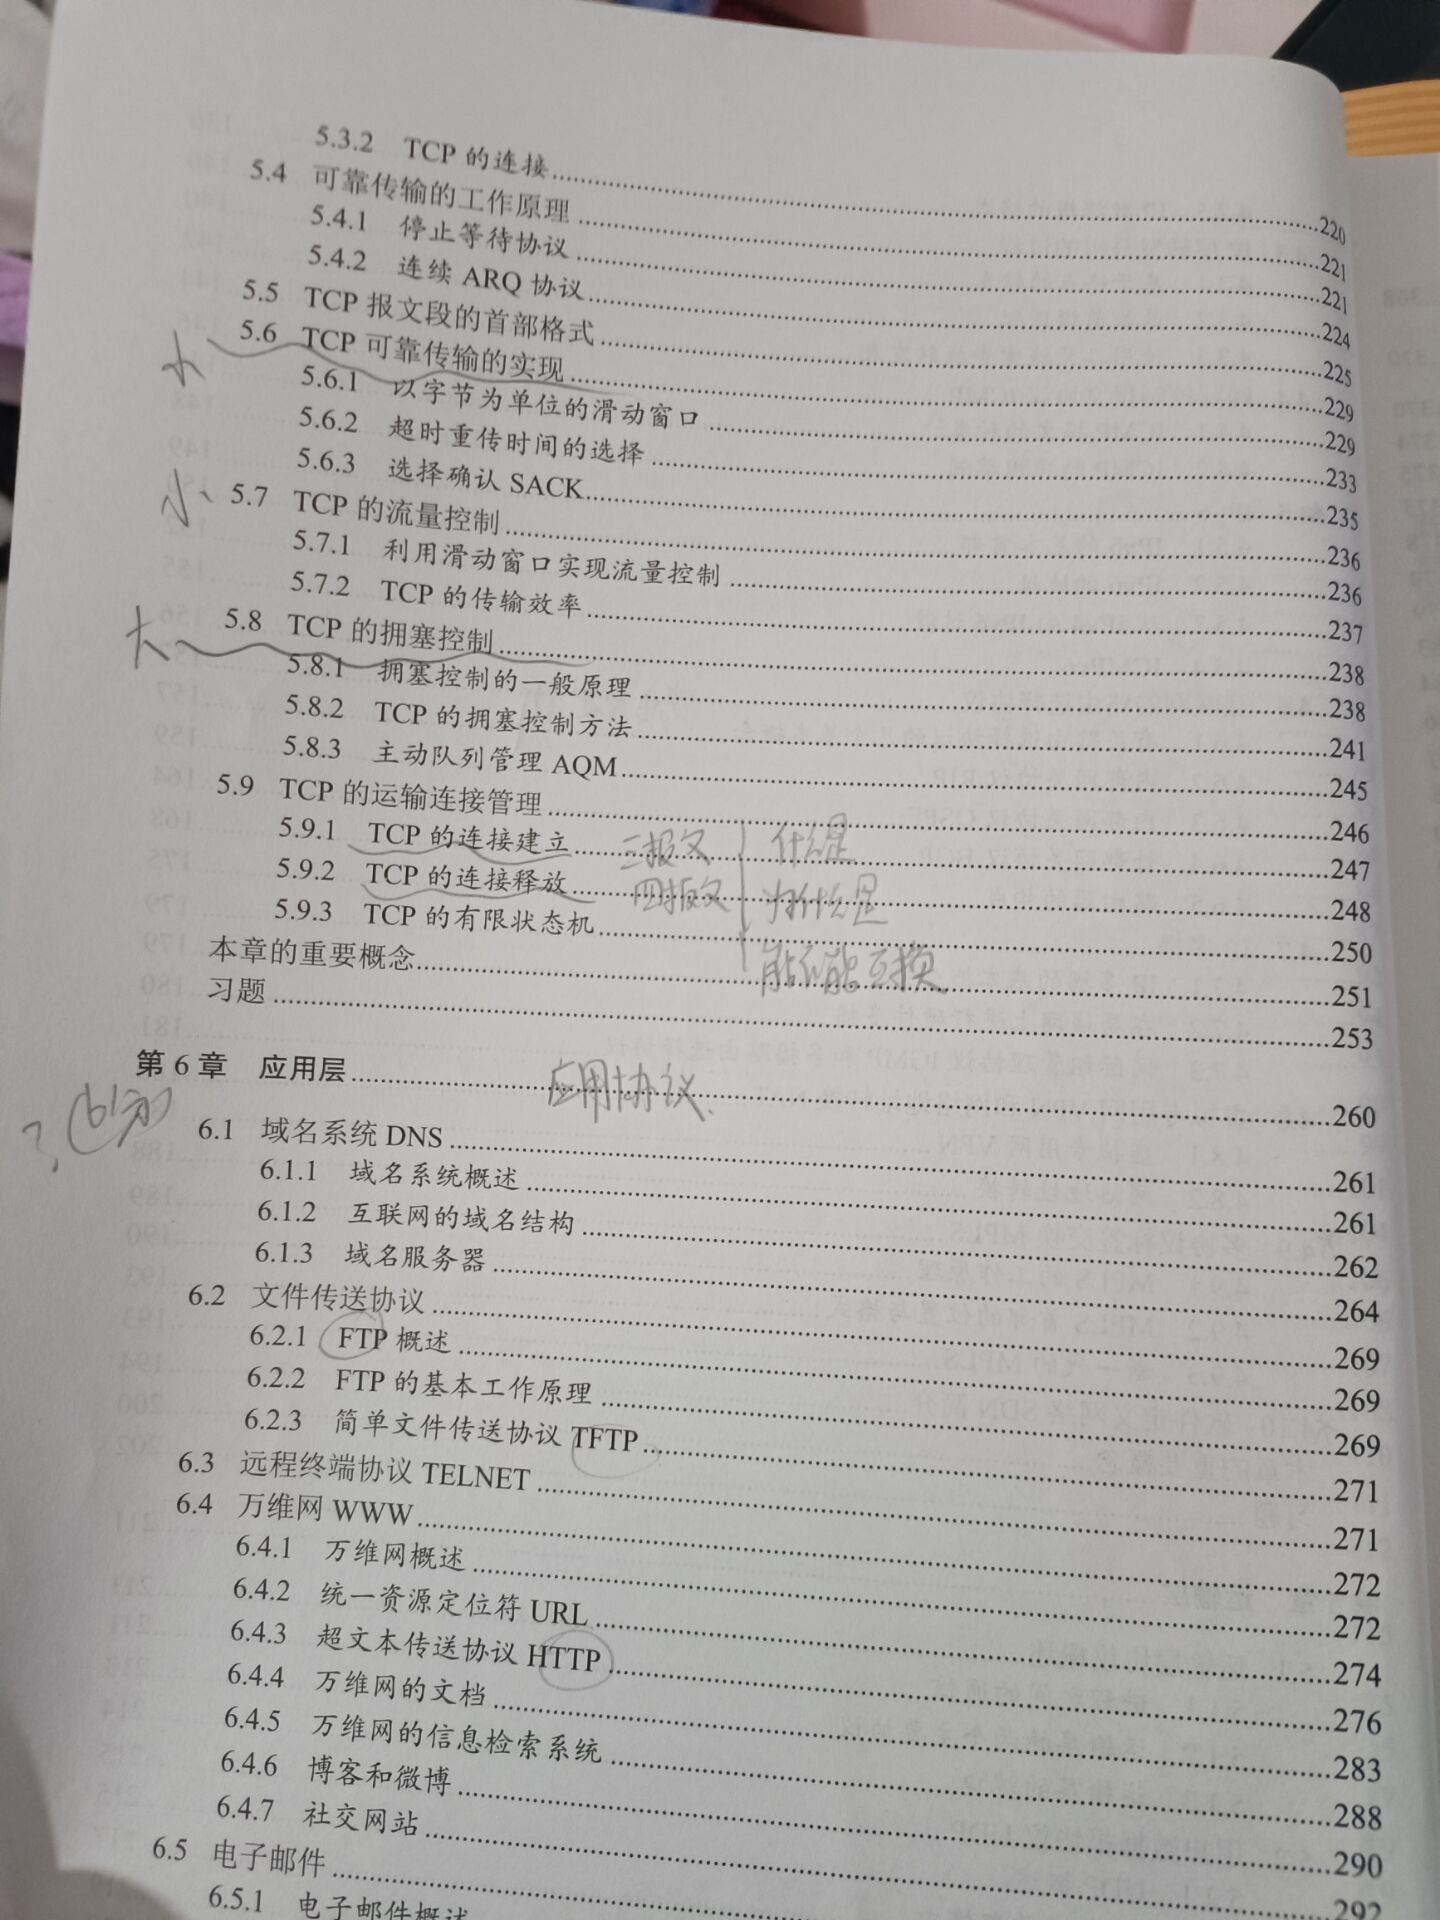 5.3.2 TCP 的连接 220
5.4 可靠传输的工作原理 221
5.4.1 停止等待协议 221
5.4.2 连续 ARQ 协议 224
5.5 TCP 报文段的首部格式 225
5.6 TCP 可靠传输的实现 229
5.6.1 以字节为单位的滑动窗口 229
5.6.2 超时重传时间的选择 233
5.6.3 选择确认 SACK 235
小 5.7 TCP 的流量控制 236
5.7.1 利用滑动窗口实现流量控制 236
5.7.2 TCP 的传输效率 237
大 5.8 TCP 的拥塞控制 238
5.8.1 拥塞控制的一般原理 238
5.8.2 TCP 的拥塞控制方法 241
5.8.3 主动队列管理 AQM 245
5.9 TCP 的运输连接管理 246
5.9.1 TCP 的连接建立 三报文 什么是 247
5.9.2 TCP 的连接释放 四报文 为什么是 248
5.9.3 TCP 的有限状态机 250
能不能互换
本章的重要概念 251
习题 253
第 6 章 应用层 应用协议 260
? (6分)
6.1 域名系统 DNS 261
6.1.1 域名系统概述 261
6.1.2 互联网的域名结构 262
6.1.3 域名服务器 264
6.2 文件传送协议 269
6.2.1 FTP 概述 269
6.2.2 FTP 的基本工作原理 269
6.2.3 简单文件传送协议 TFTP 271
6.3 远程终端协议 TELNET 271
6.4 万维网 WWW 272
6.4.1 万维网概述 272
6.4.2 统一资源定位符 URL 274
6.4.3 超文本传送协议 HTTP 276
6.4.4 万维网的文档 283
6.4.5 万维网的信息检索系统 288
6.4.6 博客和微博 290
6.4.7 社交网站 292
6.5 电子邮件
6.5.1 电子邮件概述